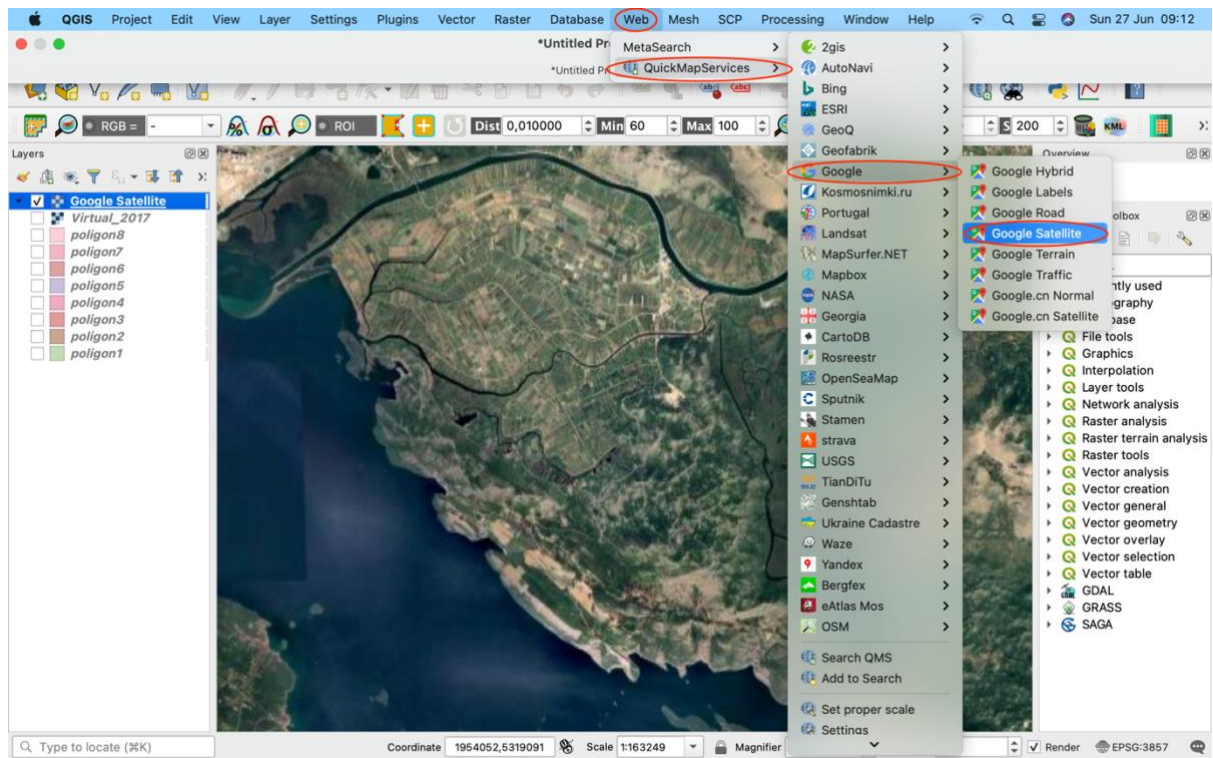 QGIS Project Edit View Layer Settings Plugins Vector Raster Database Web Mesh SCP Processing Window Help Sun 27 Jun 09:12
*Untitled Pr
*Untitled Pr
MetaSearch
QuickMapServices
RGB = -
ROI
Dist 0,010000
Min 60
Max 100
S 200
KML
Layers
Google Satellite
Virtual_2017
poligon8
poligon7
poligon6
poligon5
poligon4
poligon3
poligon2
poligon1
2gis
AutoNavi
Bing
ESRI
GeoQ
Geofabrik
Google
Kosmosnimki.ru
Portugal
Landsat
MapSurfer.NET
Mapbox
NASA
Georgia
CartoDB
Rosreestr
OpenSeaMap
Sputnik
Stamen
strava
USGS
TianDiTu
Genshtab
Ukraine Cadastre
Waze
Yandex
Bergfex
eAtlas Mos
OSM
Search QMS
Add to Search
Set proper scale
Settings
Google Hybrid
Google Labels
Google Road
Google Satellite
Google Terrain
Google Traffic
Google.cn Normal
Google.cn Satellite
Overview
olbox
ntly used
ography
base
File tools
Graphics
Interpolation
Layer tools
Network analysis
Raster analysis
Raster terrain analysis
Raster tools
Vector analysis
Vector creation
Vector general
Vector geometry
Vector overlay
Vector selection
Vector table
GDAL
GRASS
SAGA
Type to locate (⌘K)
Coordinate 1954052,5319091
Scale 1:163249
Magnifier
Render
EPSG:3857